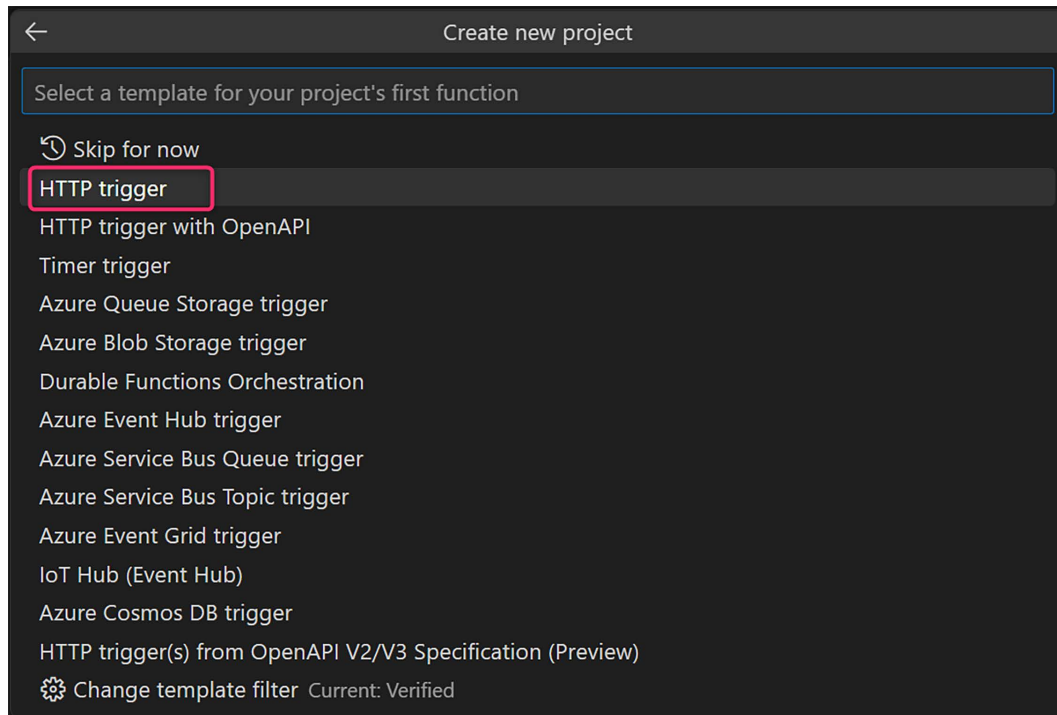 Create new project
Select a template for your project's first function
Skip for now
HTTP trigger
HTTP trigger with OpenAPI
Timer trigger
Azure Queue Storage trigger
Azure Blob Storage trigger
Durable Functions Orchestration
Azure Event Hub trigger
Azure Service Bus Queue trigger
Azure Service Bus Topic trigger
Azure Event Grid trigger
IoT Hub (Event Hub)
Azure Cosmos DB trigger
HTTP trigger(s) from OpenAPI V2/V3 Specification (Preview)
Change template filter Current: Verified